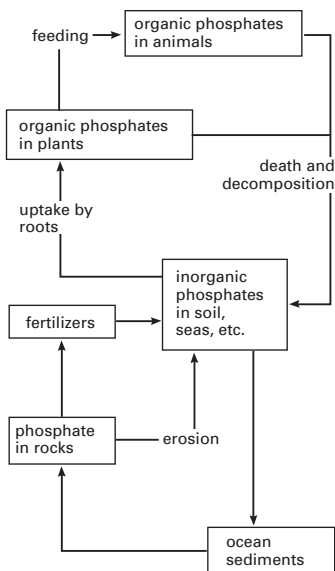 feeding
organic phosphates
in animals
organic phosphates
in plants
death and
decomposition
uptake by
roots
inorganic
phosphates
in soil,
seas, etc.
fertilizers
phosphate
in rocks
erosion
ocean
sediments